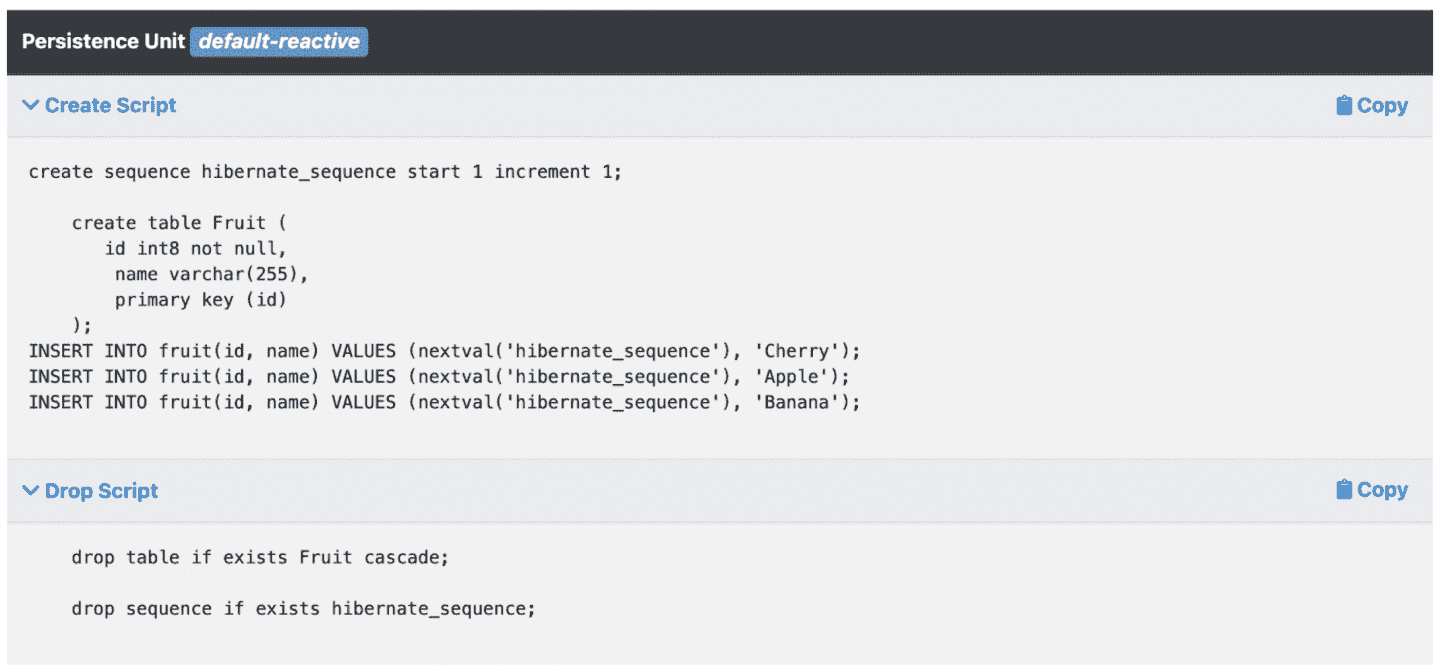 Persistence Unit default-reactive
Create Script Copy
create sequence hibernate_sequence start 1 increment 1;
create table Fruit (
id int8 not null,
name varchar(255),
primary key (id)
);
INSERT INTO fruit(id, name) VALUES (nextval('hibernate_sequence'), 'Cherry');
INSERT INTO fruit(id, name) VALUES (nextval('hibernate_sequence'), 'Apple');
INSERT INTO fruit(id, name) VALUES (nextval('hibernate_sequence'), 'Banana');
Drop Script Copy
drop table if exists Fruit cascade;
drop sequence if exists hibernate_sequence;